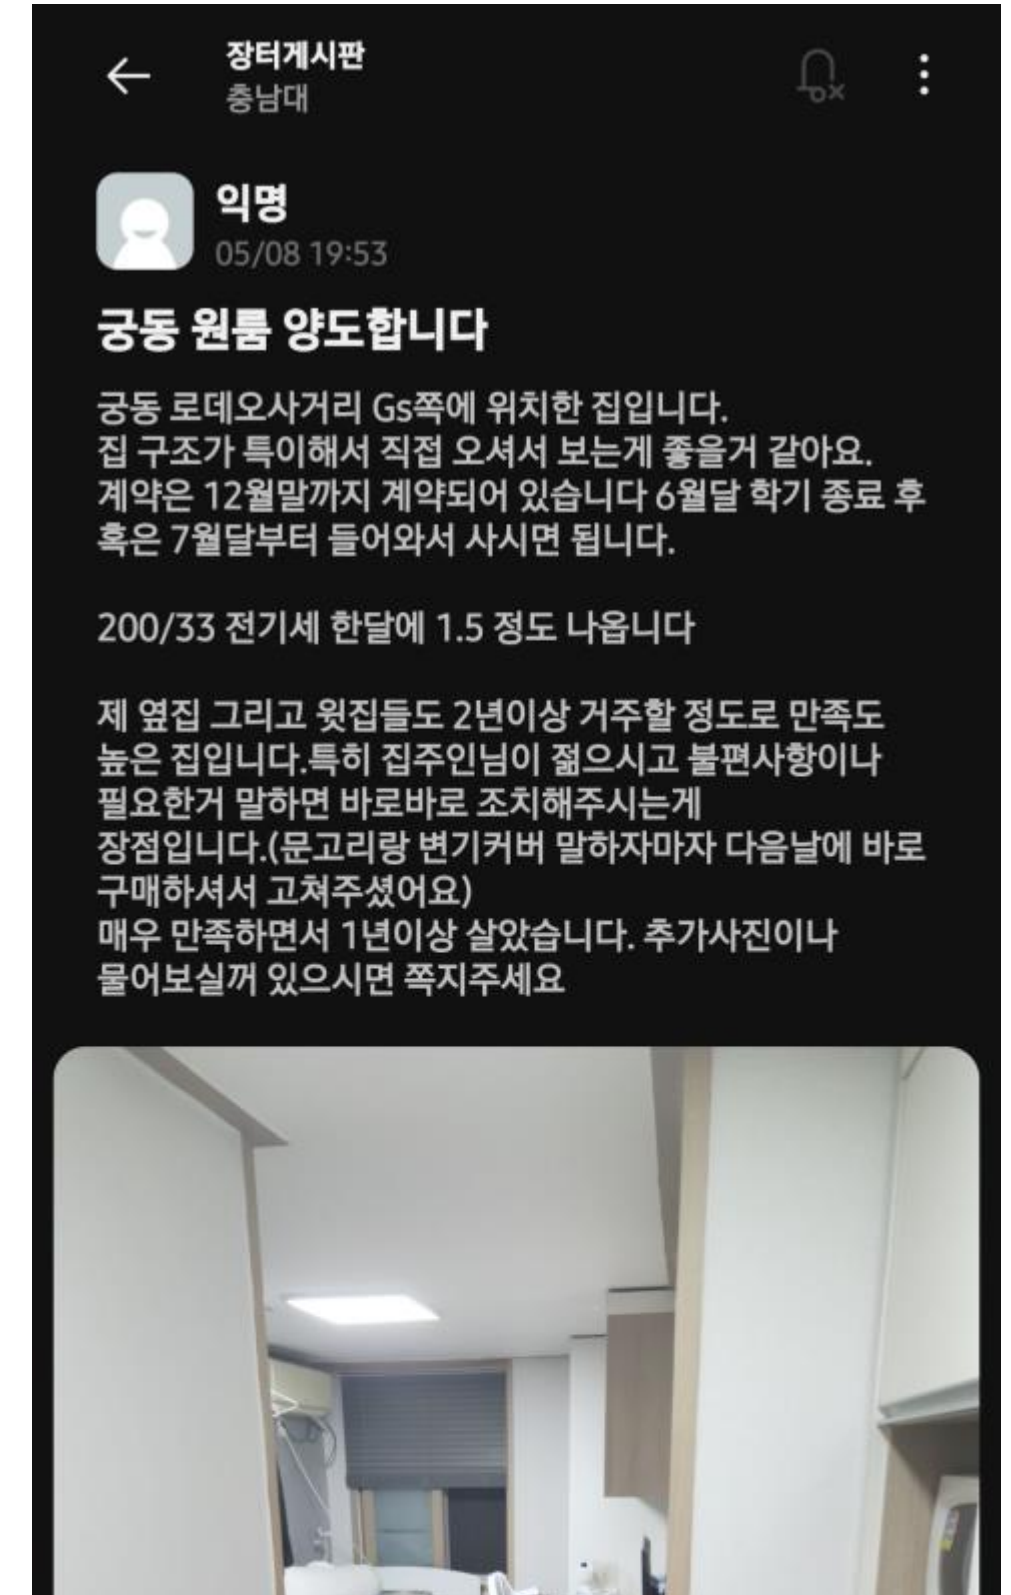 장터게시판
충남대
익명
05/08 19:53
궁동 원룸 양도합니다
궁동 로데오사거리 Gs쪽에 위치한 집입니다.
집 구조가 특이해서 직접 오셔서 보는게 좋을거 같아요.
계약은 12월말까지 계약되어 있습니다 6월달 학기 종료 후
혹은 7월달부터 들어와서 사시면 됩니다.
200/33 전기세 한달에 1.5 정도 나옵니다
제 옆집 그리고 윗집들도 2년이상 거주할 정도로 만족도
높은 집입니다.특히 집주인님이 젊으시고 불편사항이나
필요한거 말하면 바로바로 조치해주시는게
장점입니다.(문고리랑 변기커버 말하자마자 다음날에 바로
구매하셔서 고쳐주셨어요)
매우 만족하면서 1년이상 살았습니다. 추가사진이나
물어보실꺼 있으시면 쪽지주세요